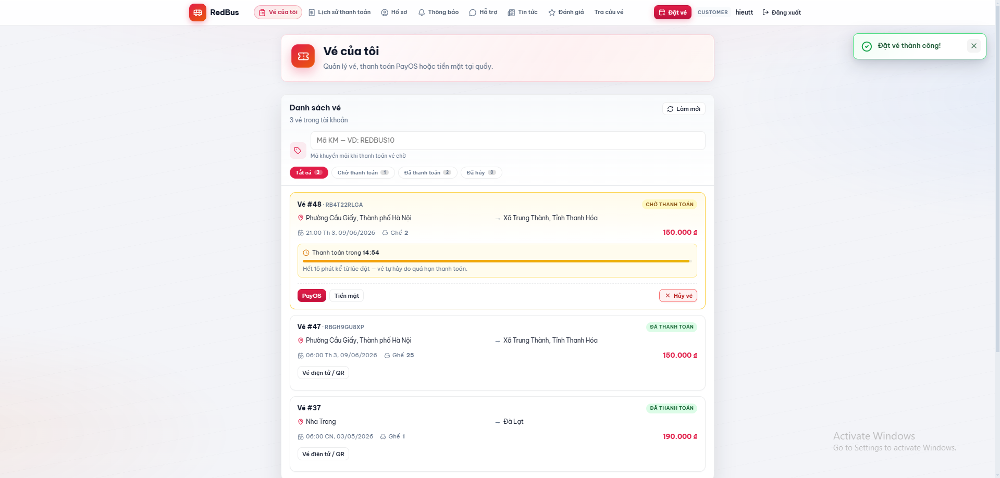 RedBus
Vé của tôi
Lịch sử thanh toán
Hồ sơ
Thông báo
Hỗ trợ
Tin tức
Đánh giá
Tra cứu vé
Đặt vé
CUSTOMER
hieutt
Đăng xuất
Đặt vé thành công!
Vé của tôi
Quản lý vé, thanh toán PayOS hoặc tiền mặt tại quầy.
Danh sách vé
Làm mới
3 vé trong tài khoản
Mã KM — VD: REDBUS10
Mã khuyến mãi khi thanh toán vé chờ
Tất cả 3
Chờ thanh toán 1
Đã thanh toán 2
Đã hủy 0
Vé #48 · RB4T22RLGA
CHỜ THANH TOÁN
Phường Cầu Giấy, Thành phố Hà Nội
→ Xã Trung Thành, Tỉnh Thanh Hóa
21:00 Th 3, 09/06/2026
Ghế 2
150.000 ₫
Thanh toán trong 14:54
Hết 15 phút kể từ lúc đặt — vé tự hủy do quá hạn thanh toán.
PayOS
Tiền mặt
Hủy vé
Vé #47 · RBGH9GU8XP
ĐÃ THANH TOÁN
Phường Cầu Giấy, Thành phố Hà Nội
→ Xã Trung Thành, Tỉnh Thanh Hóa
06:00 Th 3, 09/06/2026
Ghế 25
150.000 ₫
Vé điện tử / QR
Vé #37
ĐÃ THANH TOÁN
Nha Trang
→ Đà Lạt
06:00 CN, 03/05/2026
Ghế 1
190.000 ₫
Vé điện tử / QR
Activate Windows
Go to Settings to activate Windows.